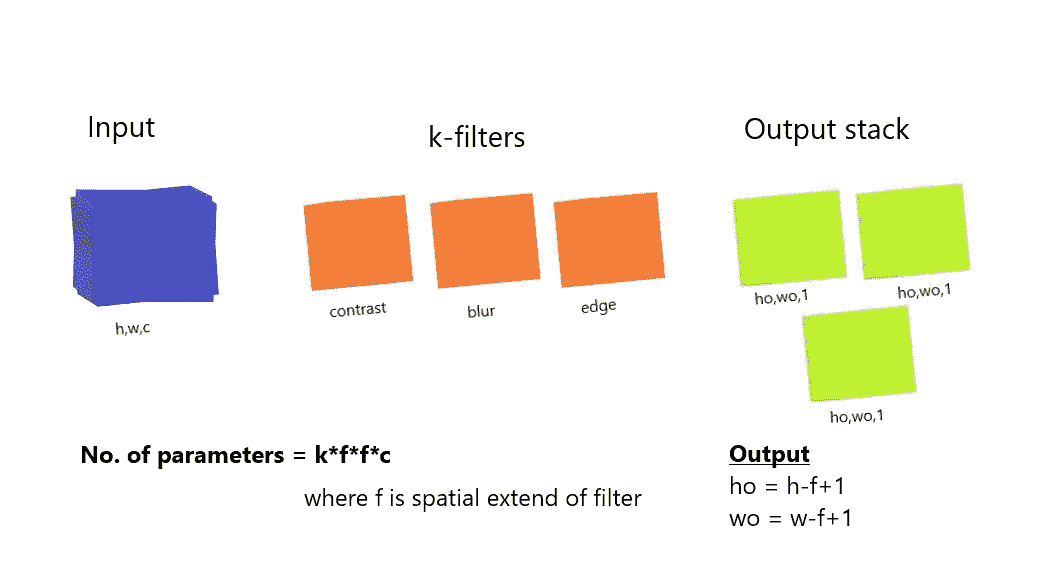 Input
k-filters
Output stack
h,w,c
contrast
blur
edge
ho,wo,1
ho,wo,1
ho,wo,1
No. of parameters = k*f*f*c
where f is spatial extend of filter
Output
ho = h-f+1
wo = w-f+1